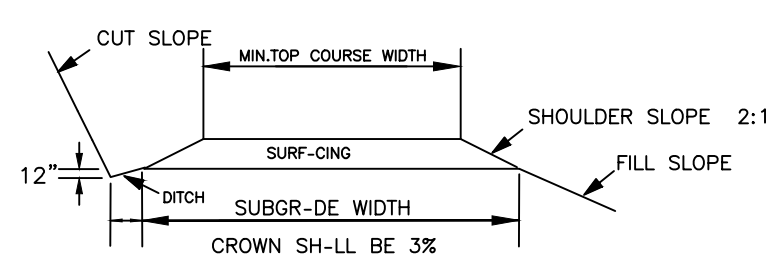 CUT SLOPE
MIN.TOP COURSE WIDTH
SHOULDER SLOPE 2:1
SURF-CING
FILL SLOPE
12"
DITCH
SUBGR-DE WIDTH
CROWN SH-LL BE 3%